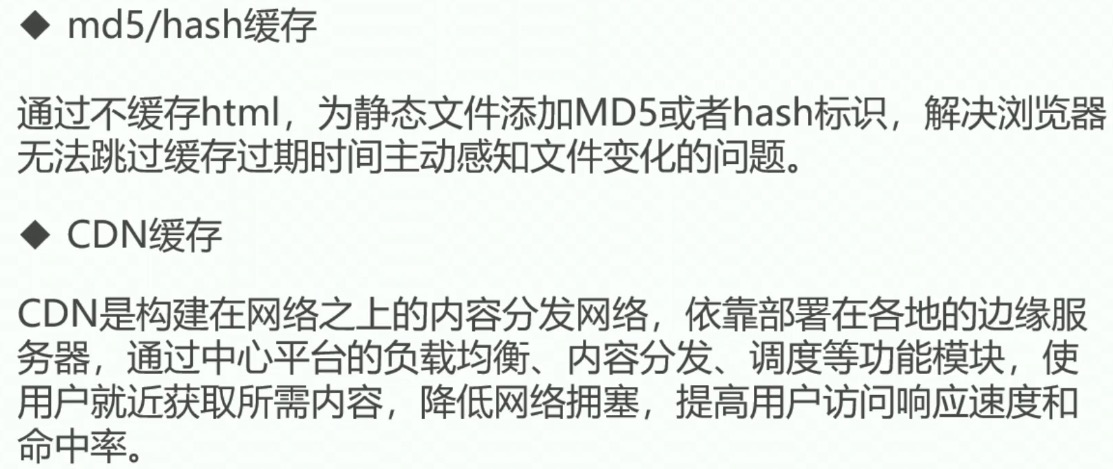 ◆ md5/hash缓存
通过不缓存html，为静态文件添加MD5或者hash标识，解决浏览器
无法跳过缓存过期时间主动感知文件变化的问题。
◆ CDN缓存
CDN是构建在网络之上的内容分发网络，依靠部署在各地的边缘服
务器，通过中心平台的负载均衡、内容分发、调度等功能模块，使
用户就近获取所需内容，降低网络拥塞，提高用户访问响应速度和
命中率。